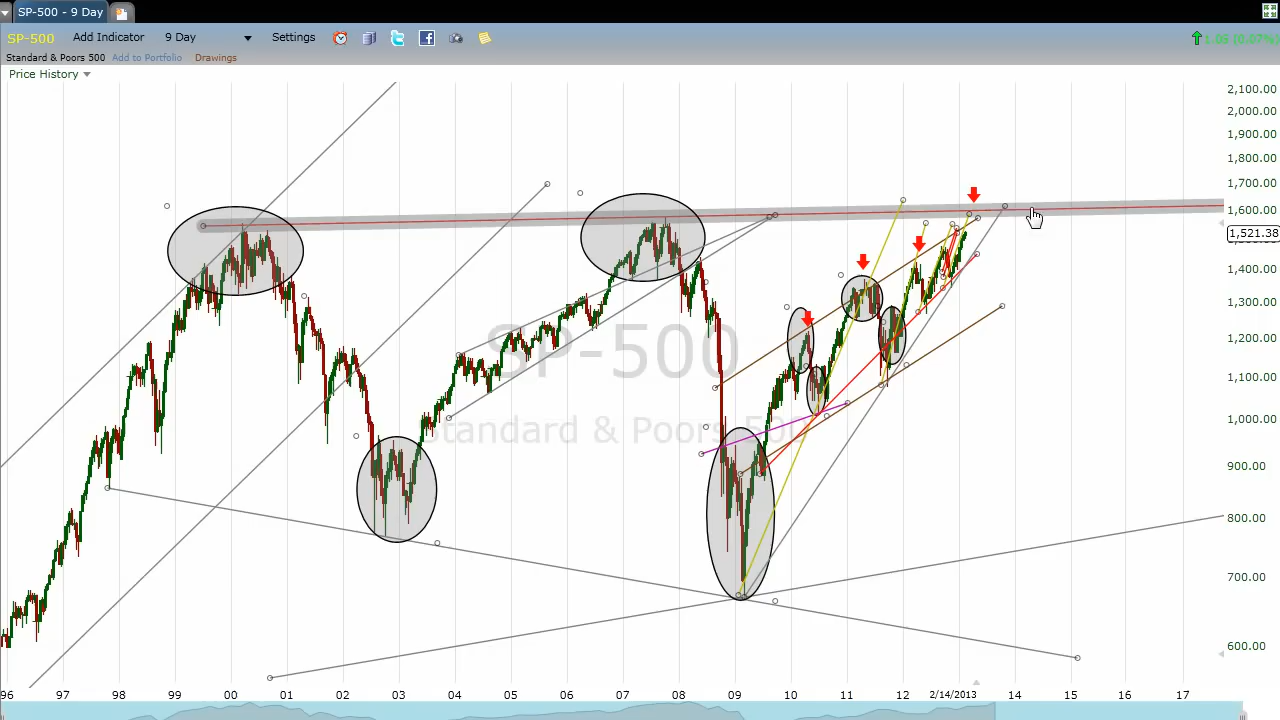 SP-500 - 9 Day
SP-500 Add Indicator 9 Day Settings 1.03 (0.07%)
Standard & Poors 500 Add to Portfolio Drawings
Price History
2,100.00
2,000.00
1,900.00
1,800.00
1,700.00
1,600.00
1,521.38
1,400.00
1,300.00
1,200.00
1,100.00
1,000.00
900.00
800.00
700.00
600.00
SP-500
Standard & Poors 500
96 97 98 99 00 01 02 03 04 05 06 07 08 09 10 11 12 2/14/2013 14 15 16 17